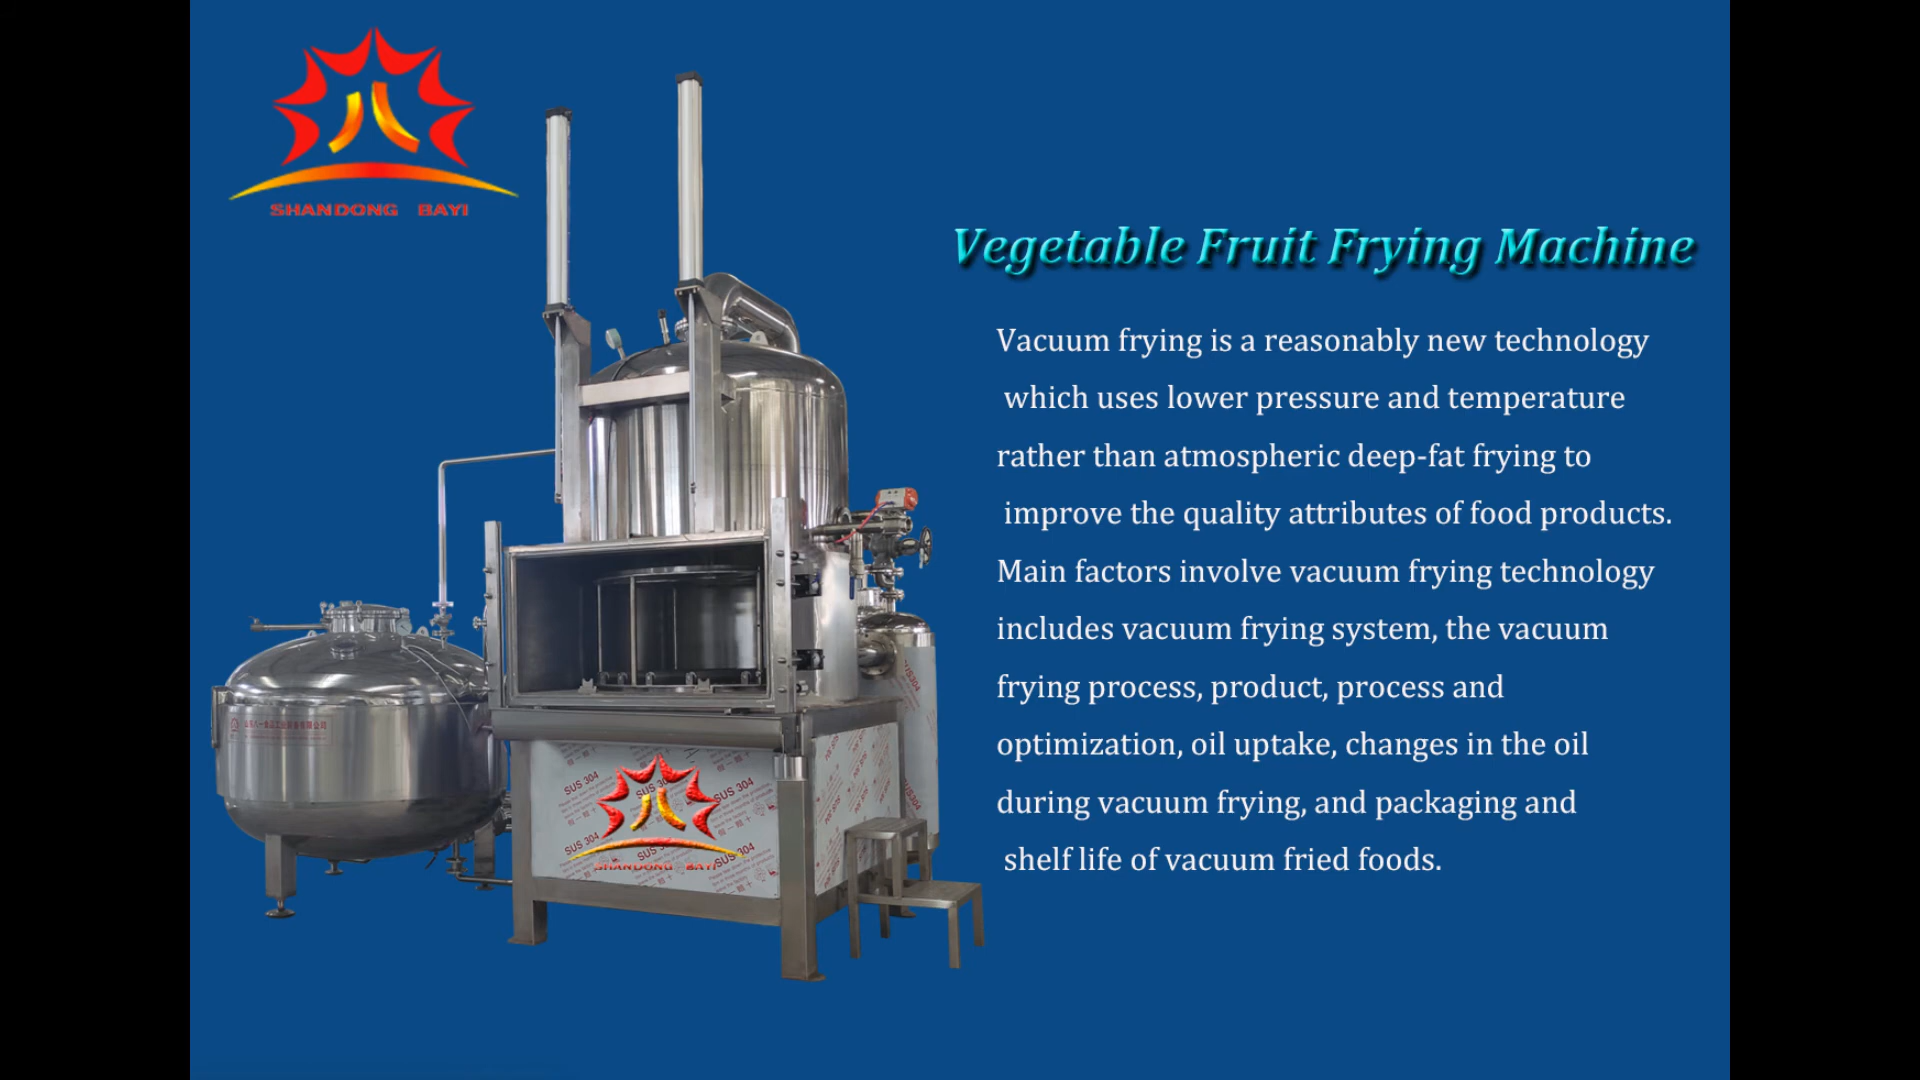 SHANDONG BAYI
Vegetable Fruit Frying Machine
Vacuum frying is a reasonably new technology
which uses lower pressure and temperature
rather than atmospheric deep-fat frying to
improve the quality attributes of food products.
Main factors involve vacuum frying technology
includes vacuum frying system, the vacuum
frying process, product, process and
optimization, oil uptake, changes in the oil
during vacuum frying, and packaging and
shelf life of vacuum fried foods.
SUS 304
SUS 304
SUS 304
SUS 304
SHANDONG BAYI
SUS304
SUS304